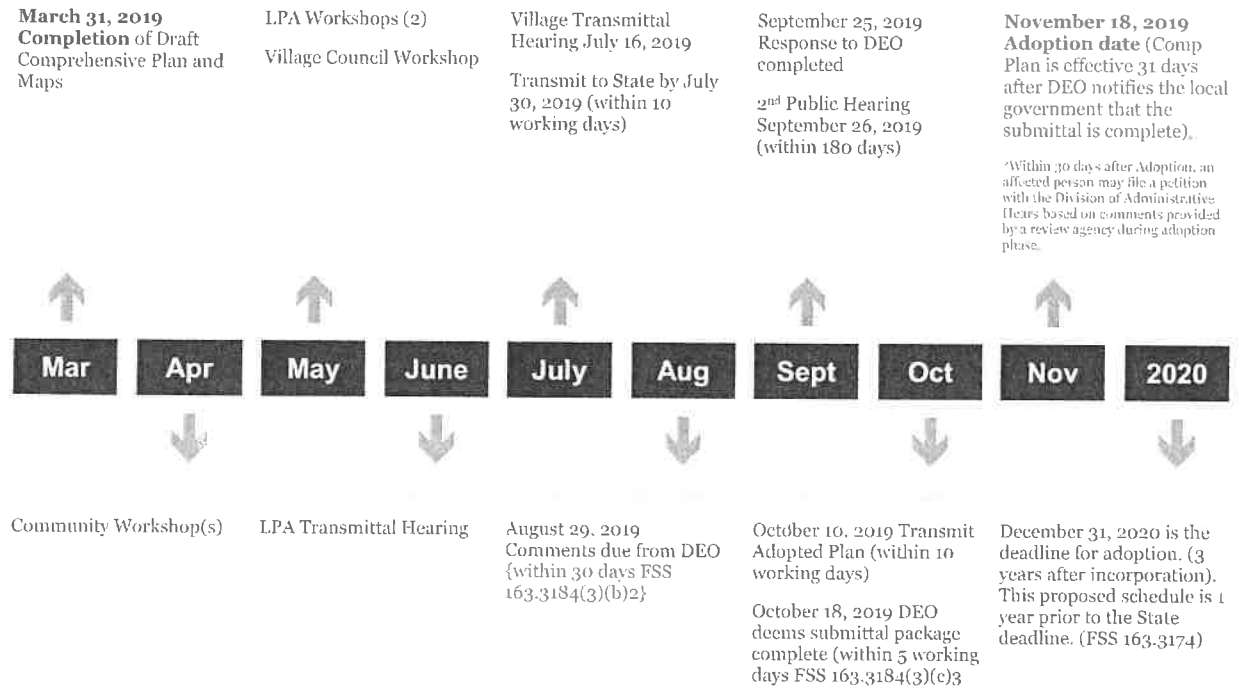 March 31, 2019
Completion of Draft
Comprehensive Plan and
Maps
LPA Workshops (2)
Village Council Workshop
Village Transmittal
Hearing July 16, 2019
Transmit to State by July
30, 2019 (within 10
working days)
September 25, 2019
Response to DEO
completed
2nd Public Hearing
September 26, 2019
(within 180 days)
November 18, 2019
Adoption date (Comp
Plan is effective 31 days
after DEO notifies the local
government that the
submittal is complete).
*Within 30 days after Adoption, an
affected person may file a petition
with the Division of Administrative
Hears based on comments provided
by a review agency during adoption
phase.
Mar
Apr
May
June
July
Aug
Sept
Oct
Nov
2020
Community Workshop(s)
LPA Transmittal Hearing
August 29, 2019
Comments due from DEO
{within 30 days FSS
163.3184(3)(b)2}
October 10, 2019 Transmit
Adopted Plan (within 10
working days)
October 18, 2019 DEO
deems submittal package
complete (within 5 working
days FSS 163.3184(3)(c)3
December 31, 2020 is the
deadline for adoption. (3
years after incorporation).
This proposed schedule is 1
year prior to the State
deadline. (FSS 163.3174)